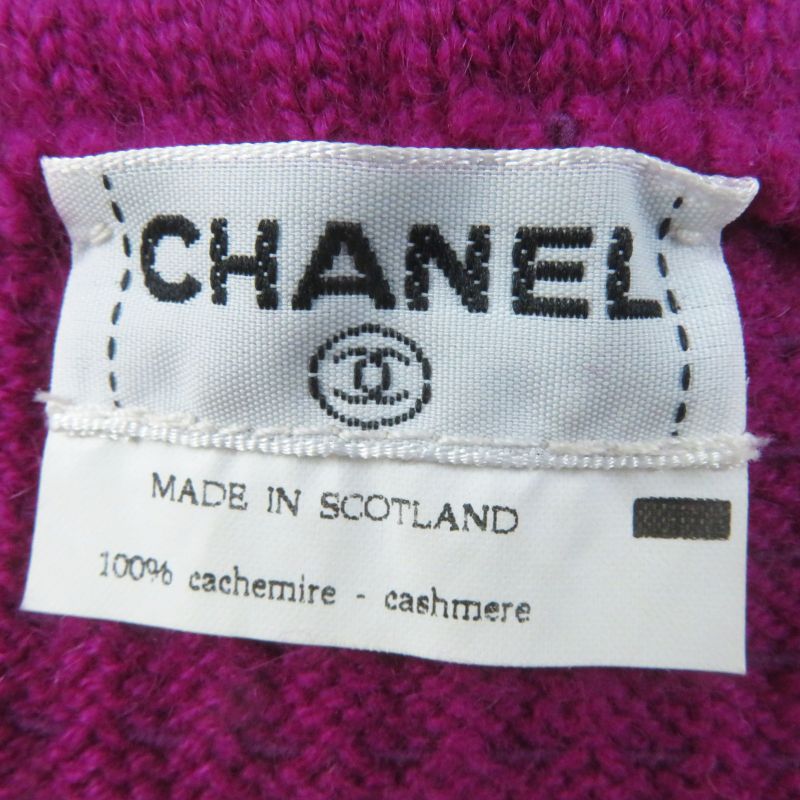 CHANEL
MADE IN SCOTLAND
100% cachemire - cashmere